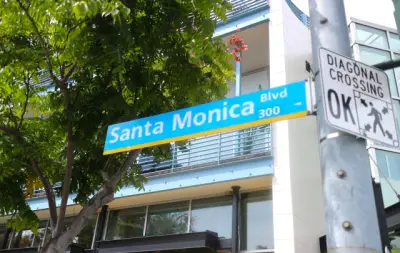 Santa Monica Blvd
300
DIAGONAL
CROSSING
OK